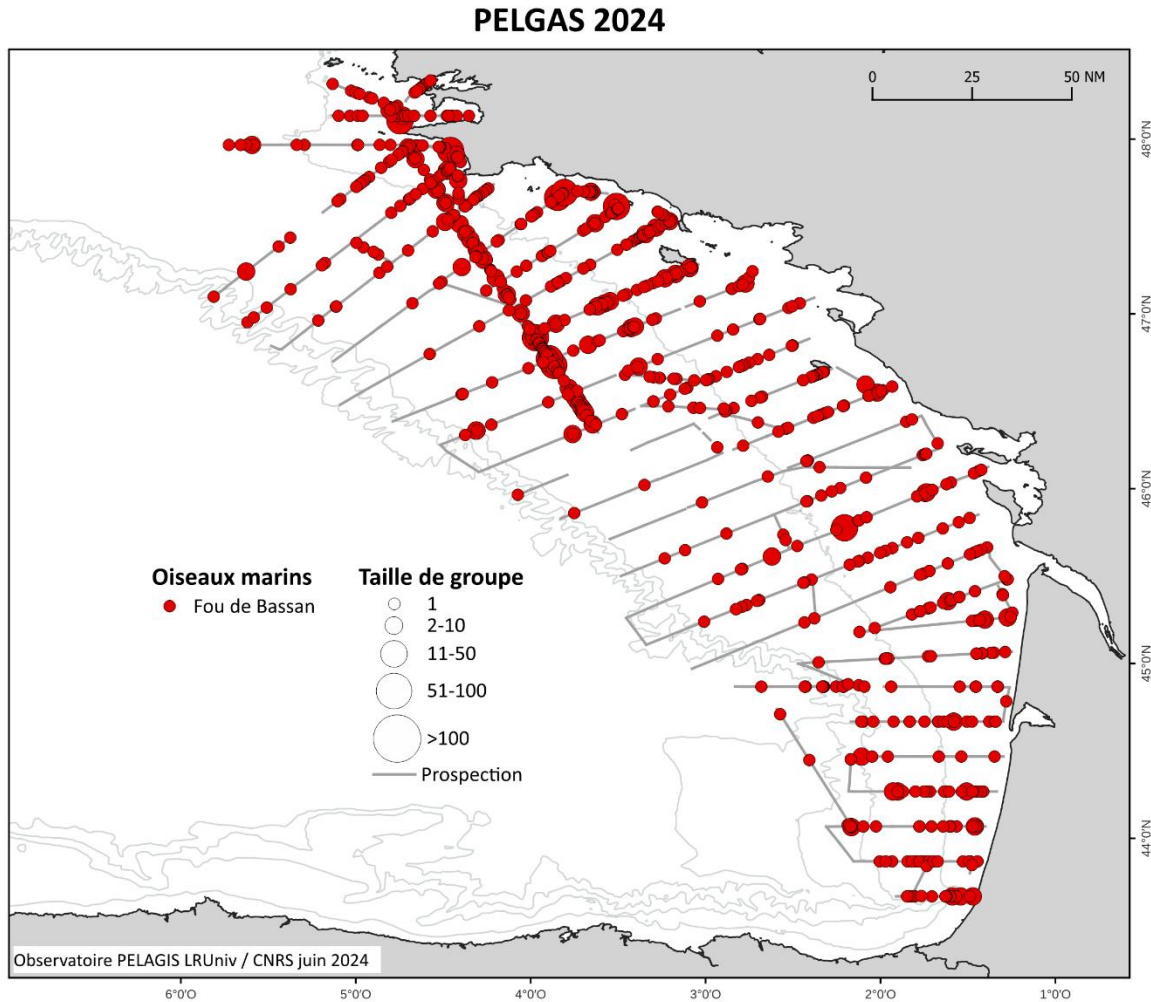 PELGAS 2024
0 25 50 NM
48°0'N
47°0'N
46°0'N
45°0'N
44°0'N
Oiseaux marins
Fou de Bassan
Taille de groupe
1
2-10
11-50
51-100
>100
Prospection
Observatoire PELAGIS LRUniv / CNRS juin 2024
6°0'O 5°0'O 4°0'O 3°0'O 2°0'O 1°0'O